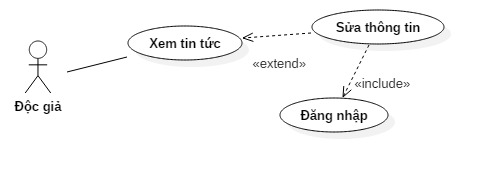 Sửa thông tin
Xem tin tức
«extend»
«include»
Độc giả
Đăng nhập